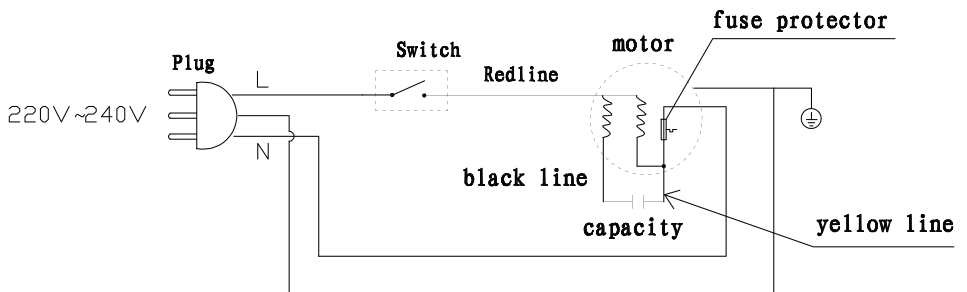 fuse protector
motor
Switch
Plug
L
Redline
220V~240V
N
black line
capacity
yellow line